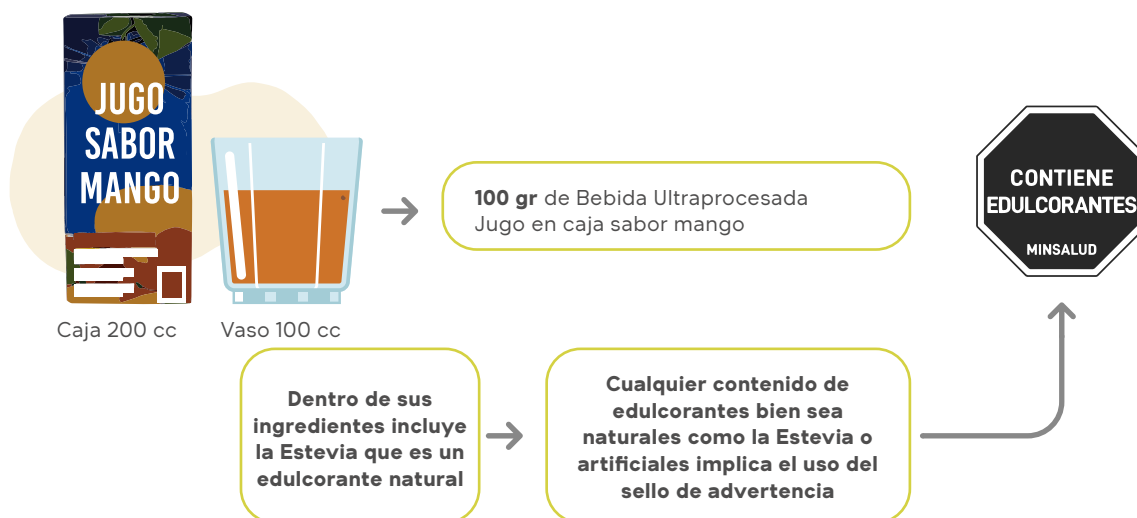 JUGO
SABOR
MANGO
Caja 200 cc
Vaso 100 cc
100 gr de Bebida Ultraprocesada
Jugo en caja sabor mango
CONTIENE
EDULCORANTES
MINSALUD
Dentro de sus
ingredientes incluye
la Estevia que es un
edulcorante natural
Cualquier contenido de
edulcorantes bien sea
naturales como la Estevia o
artificiales implica el uso del
sello de advertencia